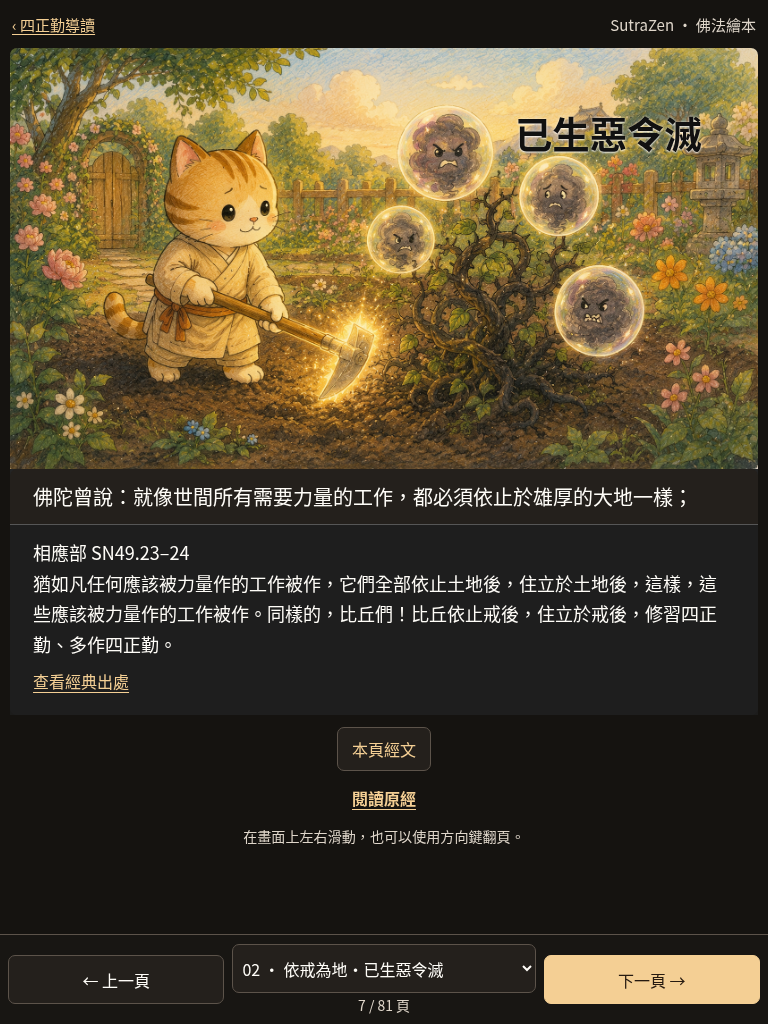 ‹ 四正勤導讀
SutraZen · 佛法繪本
已生惡令滅
佛陀曾說：就像世間所有需要力量的工作，都必須依止於雄厚的大地一樣；
相應部 SN49.23–24
猶如凡任何應該被力量作的工作被作，它們全部依止土地後，住立於土地後，這樣，這
些應該被力量作的工作被作。同樣的，比丘們！比丘依止戒後，住立於戒後，修習四正
勤、多作四正勤。
查看經典出處
本頁經文
閱讀原經
在畫面上左右滑動，也可以使用方向鍵翻頁。
← 上一頁
02 · 依戒為地·已生惡令滅
下一頁 →
7 / 81 頁